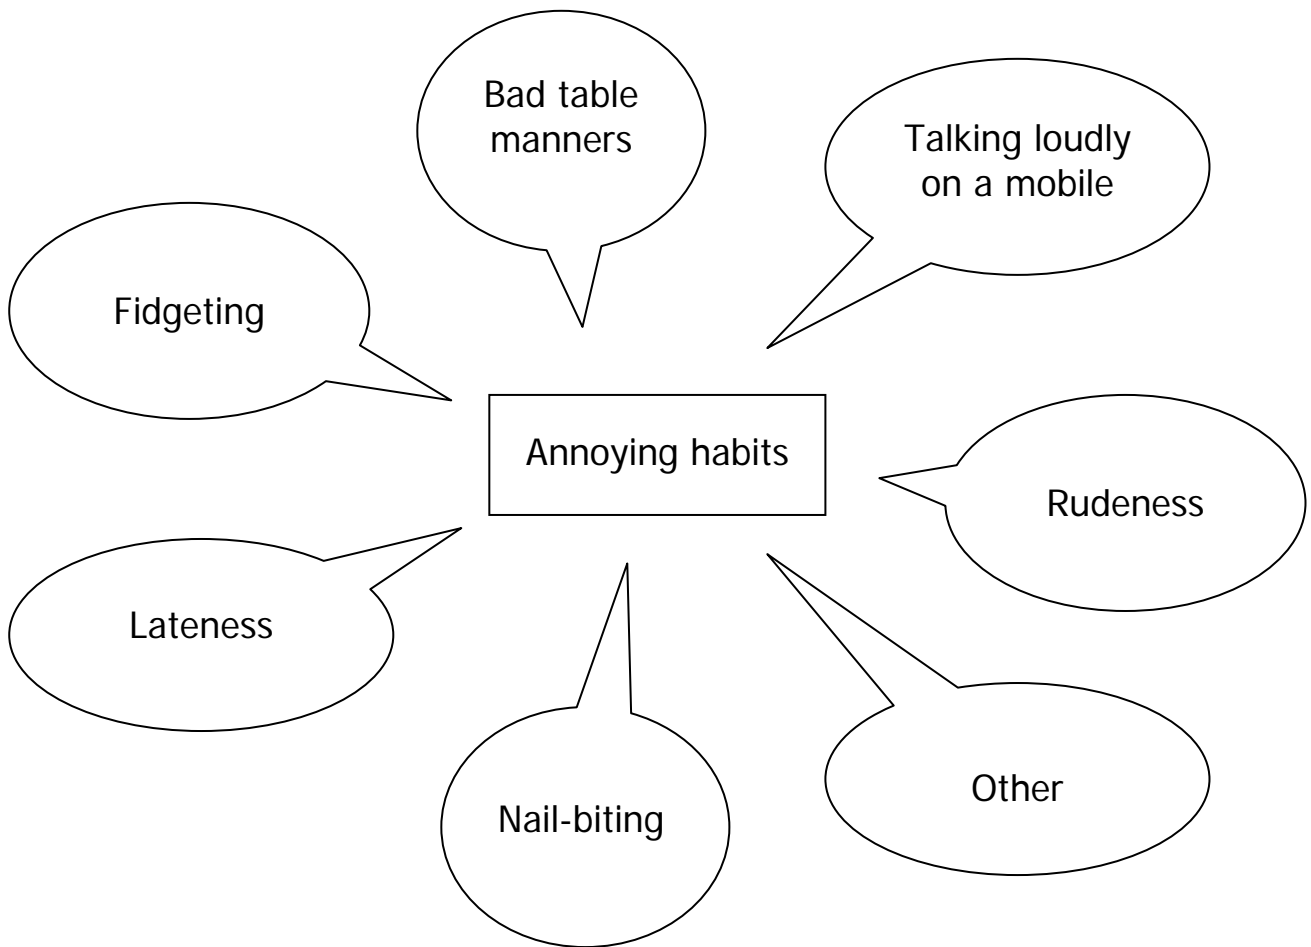 Bad table
manners
Talking loudly
on a mobile
Fidgeting
Annoying habits
Rudeness
Lateness
Nail-biting
Other